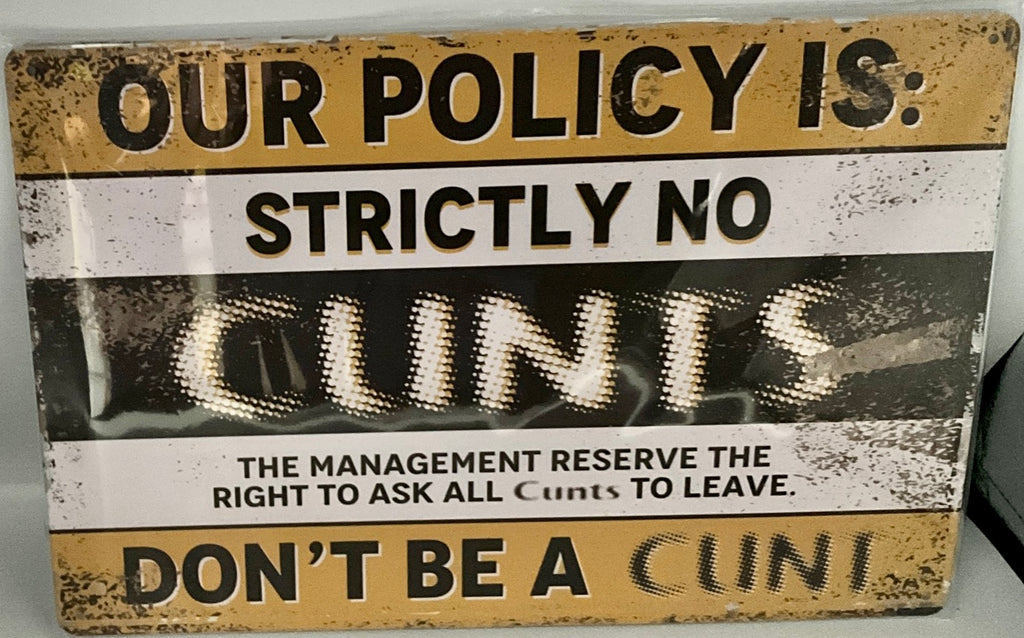 OUR POLICY IS:
STRICTLY NO
CUNTS
THE MANAGEMENT RESERVE THE
RIGHT TO ASK ALL Cunts TO LEAVE.
DON'T BE A CUNT